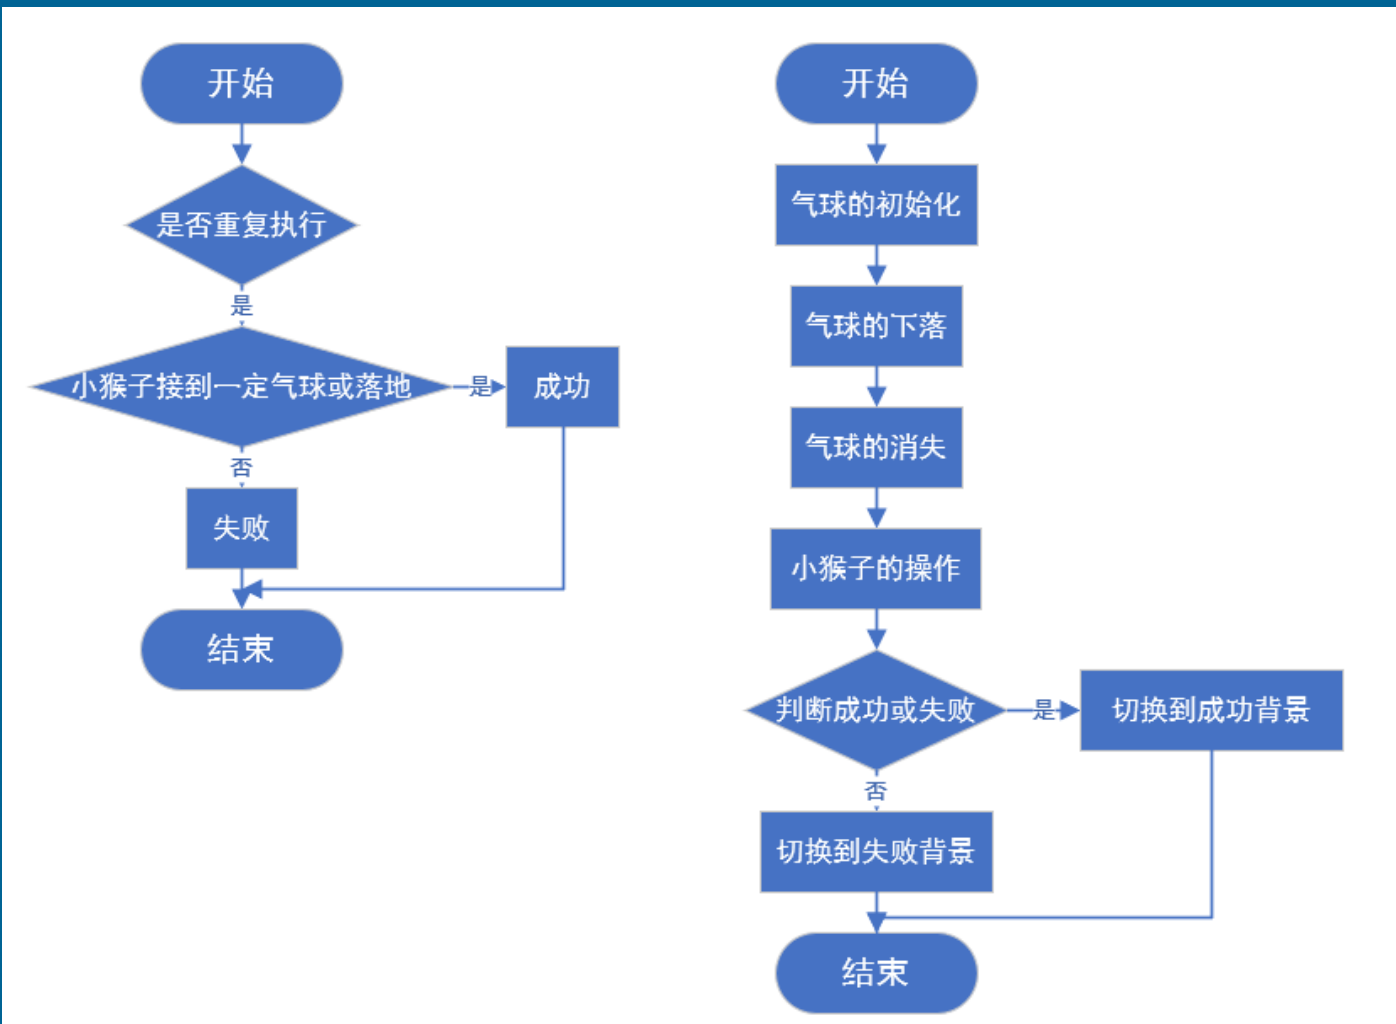 开始
是否重复执行
是
小猴子接到一定气球或落地
是
成功
否
失败
结束
开始
气球的初始化
气球的下落
气球的消失
小猴子的操作
判断成功或失败
是
切换到成功背景
否
切换到失败背景
结束